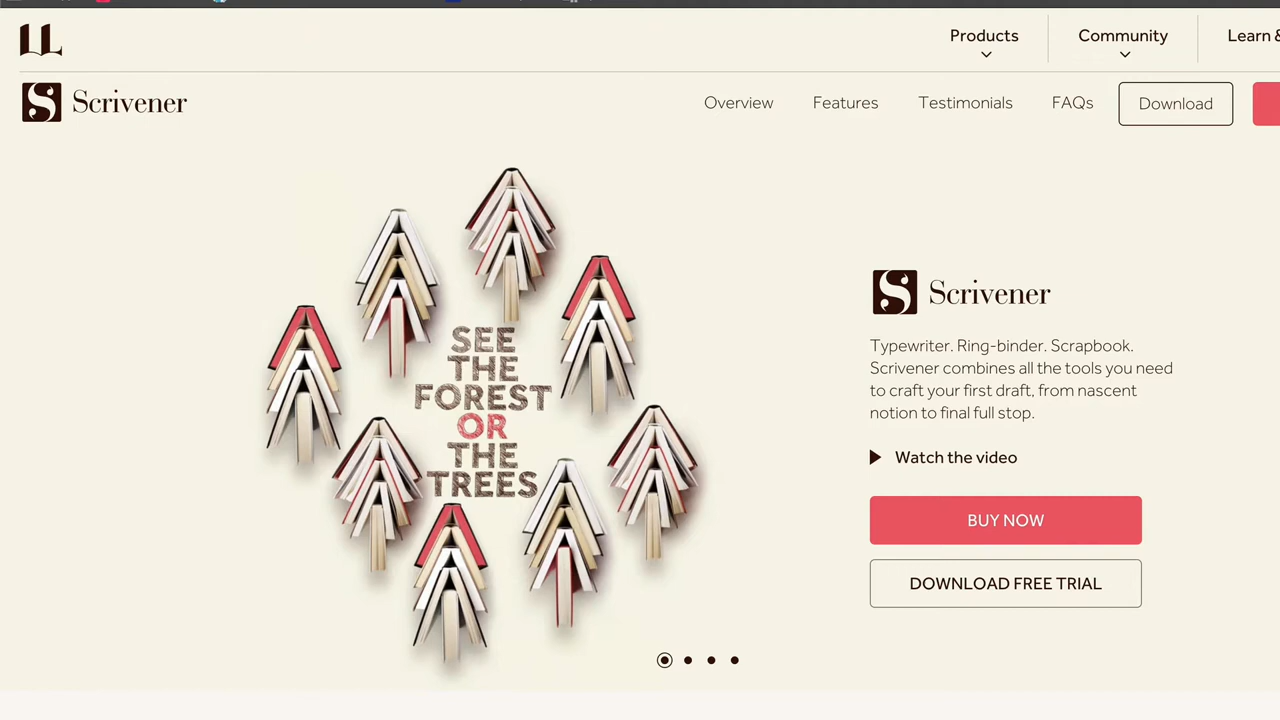 Products
Community
Learn &
Scrivener
Overview
Features
Testimonials
FAQs
Download
SEE
THE
FOREST
OR
THE
TREES
Scrivener
Typewriter. Ring-binder. Scrapbook.
Scrivener combines all the tools you need
to craft your first draft, from nascent
notion to final full stop.
Watch the video
BUY NOW
DOWNLOAD FREE TRIAL